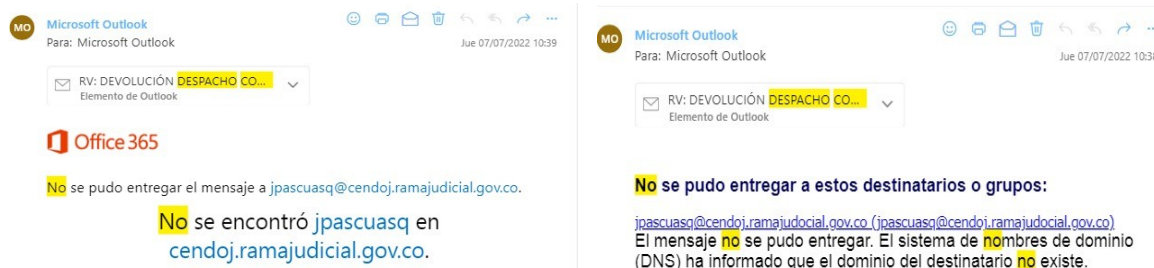 MO
Microsoft Outlook
Para: Microsoft Outlook
Jue 07/07/2022 10:39
RV: DEVOLUCIÓN DESPACHO CO...
Elemento de Outlook
Office 365
No se pudo entregar el mensaje a jpascuasq@cendoj.ramajudicial.gov.co.
No se encontró jpascuasq en
cendoj.ramajudicial.gov.co.
MO
Microsoft Outlook
Para: Microsoft Outlook
Jue 07/07/2022 10:38
RV: DEVOLUCIÓN DESPACHO CO...
Elemento de Outlook
No se pudo entregar a estos destinatarios o grupos:
jpascuasq@cendoj.ramajudocial.gov.co (jpascuasq@cendoj.ramajudocial.gov.co)
El mensaje no se pudo entregar. El sistema de nombres de dominio
(DNS) ha informado que el dominio del destinatario no existe.